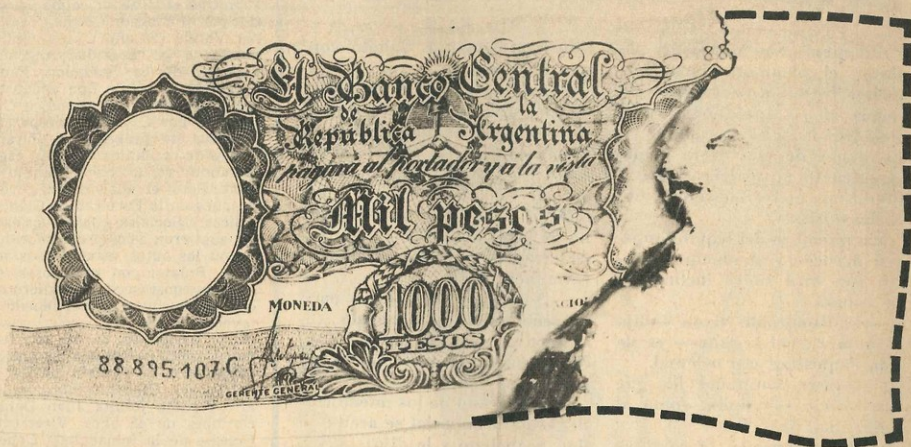 88
El Banco Central
de la
República Argentina
pagará al portador y a la vista
Mil pesos
MONEDA
1000
PESOS
88.895.107 C
GERENTE GENERAL